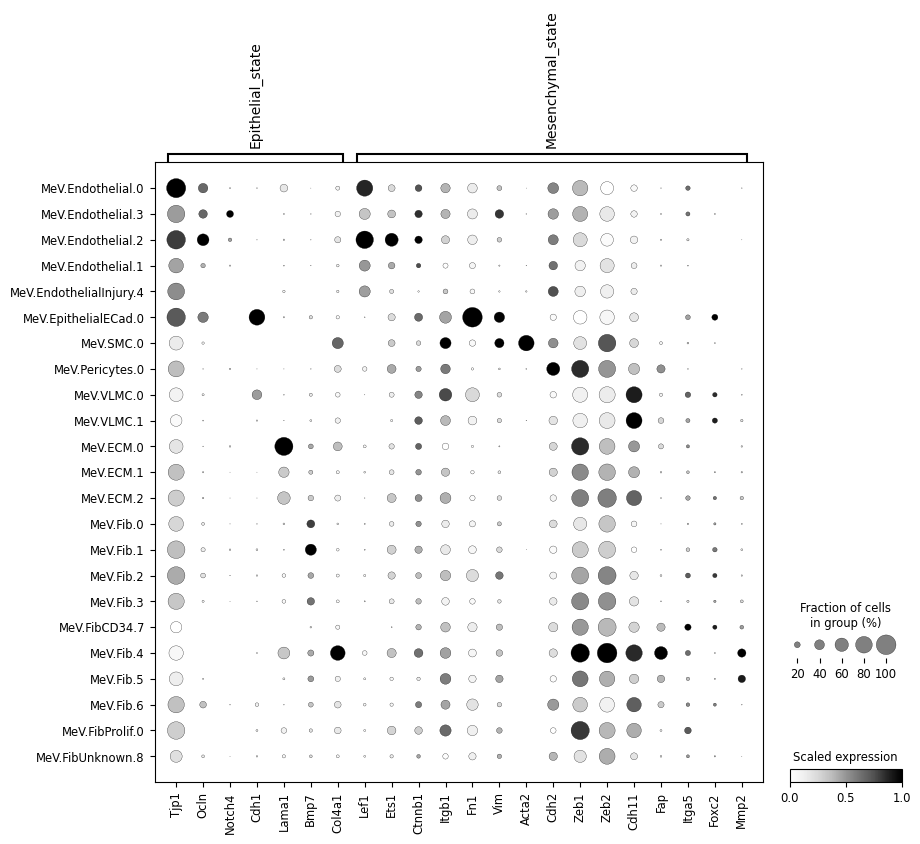 Epithelial_state
Mesenchymal_state
MeV.Endothelial.0
MeV.Endothelial.3
MeV.Endothelial.2
MeV.Endothelial.1
MeV.EndothelialInjury.4
MeV.EpithelialECad.0
MeV.SMC.0
MeV.Pericytes.0
MeV.VLMC.0
MeV.VLMC.1
MeV.ECM.0
MeV.ECM.1
MeV.ECM.2
MeV.Fib.0
MeV.Fib.1
MeV.Fib.2
MeV.Fib.3
MeV.FibCD34.7
MeV.Fib.4
MeV.Fib.5
MeV.Fib.6
MeV.FibProlif.0
MeV.FibUnknown.8
Tjp1
Ocln
Notch4
Cdh1
Lama1
Bmp7
Col4a1
Lef1
Ets1
Ctnnb1
Itgb1
Fn1
Vim
Acta2
Cdh2
Zeb1
Zeb2
Cdh11
Fap
Itga5
Foxc2
Mmp2
Fraction of cells
in group (%)
20 40 60 80 100
Scaled expression
0.0 0.5 1.0